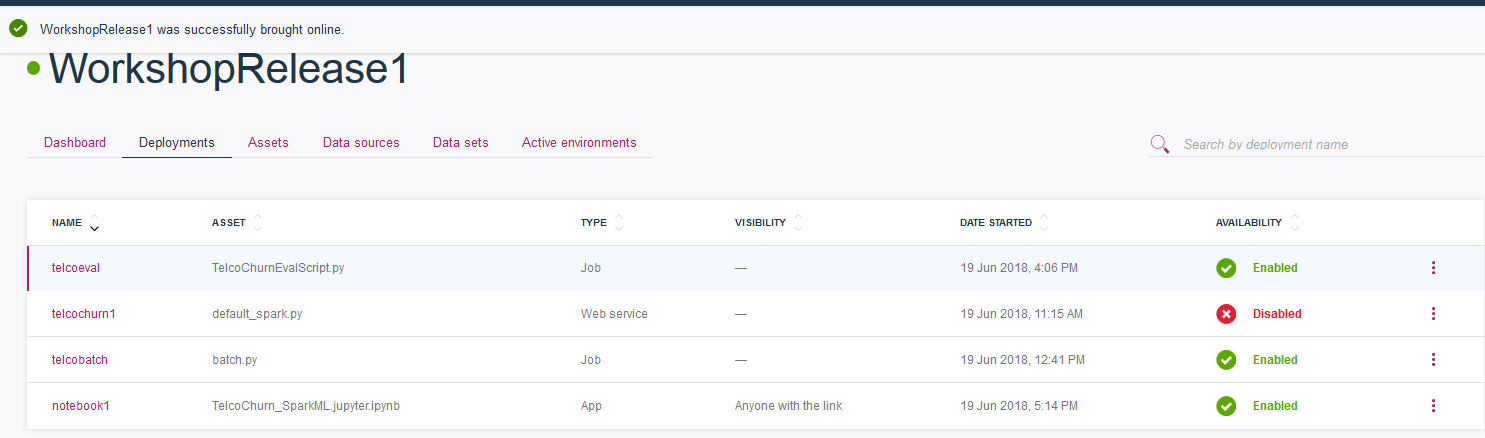 WorkshopRelease1 was successfully brought online.
WorkshopRelease1
Dashboard Deployments Assets Data sources Data sets Active environments Search by deployment name
NAME ASSET TYPE VISIBILITY DATE STARTED AVAILABILITY
telcoeval TelcoChurnEvalScript.py Job — 19 Jun 2018, 4:06 PM Enabled
telcochurn1 default_spark.py Web service — 19 Jun 2018, 11:15 AM Disabled
telcobatch batch.py Job — 19 Jun 2018, 12:41 PM Enabled
notebook1 TelcoChurn_SparkML.jupyter.ipynb App Anyone with the link 19 Jun 2018, 5:14 PM Enabled